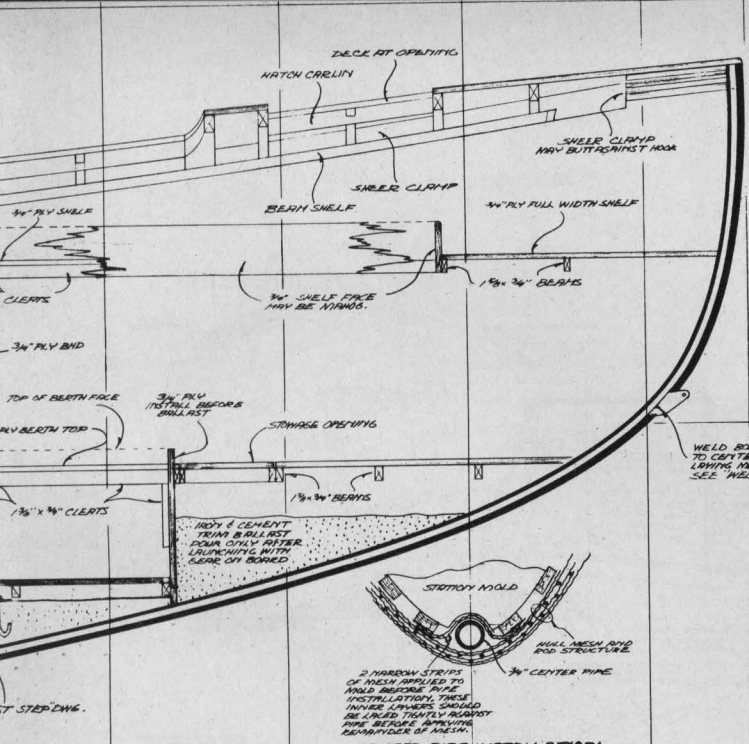 DECK AT OPENING
HATCH CARLIN
SHEER CLAMP
MAY BUTT AGAINST HOOK
SHEER CLAMP
BEAM SHELF
3/4" PLY SHELF
3/4" PLY FULL WIDTH SHELF
CLEATS
3/4" SHELF FACE
MAY BE MAHOG.
1 5/8 x 3/4" BEAMS
3/4" PLY BHD
TOP OF BERTH FACE
3/4" PLY
INSTALL BEFORE
BALLAST
STOWAGE OPENING
PLY BERTH TOP
WELD BO
TO CENTE
LAYING M
SEE "WEL
1 5/8" x 3/4" CLEATS
1 5/8 x 3/4" BEAMS
IRON & CEMENT
TRIM BALLAST
POUR ONLY AFTER
LAUNCHING WITH
GEAR ON BOARD
STATION MOLD
HULL MESH AND
ROD STRUCTURE
3/4" CENTER PIPE
2 NARROW STRIPS
OF MESH APPLIED TO
MOLD BEFORE PIPE
INSTALLATION. THESE
INNER LAYERS SHOULD
BE LACED TIGHTLY AGAINST
PIPE BEFORE APPLYING
REMAINDER OF MESH.
ST STEP DWG.